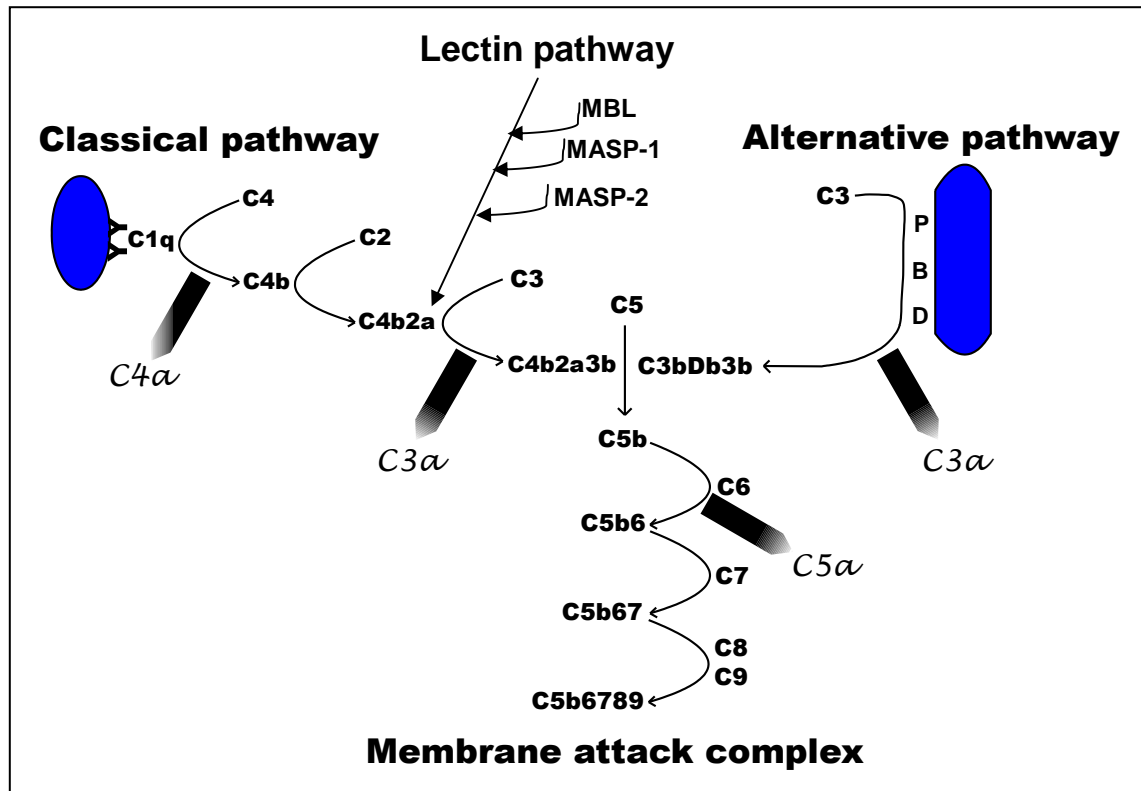 Lectin pathway
MBL
MASP-1
MASP-2
Classical pathway
C4
C1q
C2
C4b
C3
C4b2a
C4b2a3b
C4a
C3a
Alternative pathway
C3
P
B
D
C5
C3bDb3b
C3a
C5b
C6
C5b6
C5a
C7
C5b67
C8
C9
C5b6789
Membrane attack complex